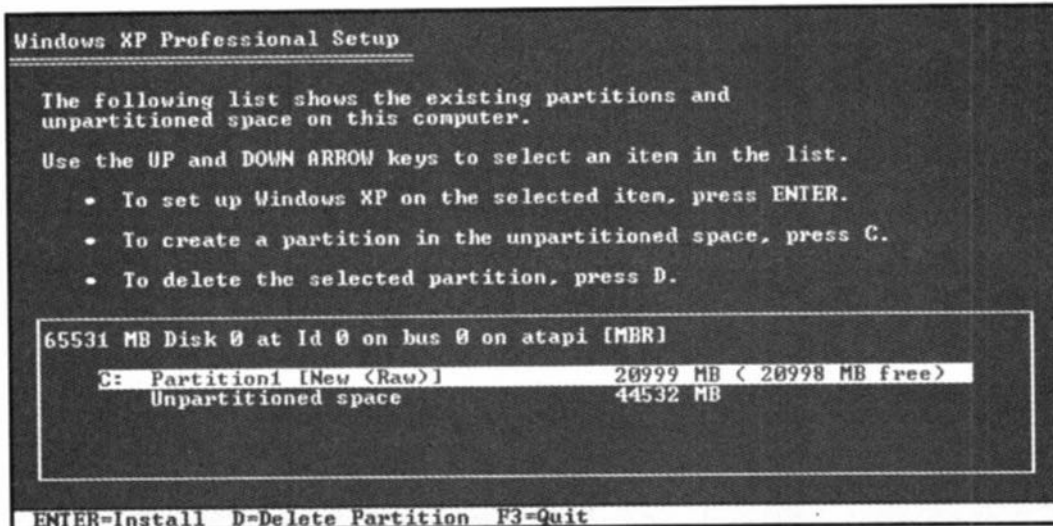 Windows XP Professional Setup
The following list shows the existing partitions and
unpartitioned space on this computer.
Use the UP and DOWN ARROW keys to select an item in the list.
• To set up Windows XP on the selected item, press ENTER.
• To create a partition in the unpartitioned space, press C.
• To delete the selected partition, press D.
65531 MB Disk 0 at Id 0 on bus 0 on atapi [MBR]
C: Partition1 [New (Raw)] 20999 MB ( 20998 MB free)
Unpartitioned space 44532 MB
ENTER=Install D=Delete Partition F3=Quit